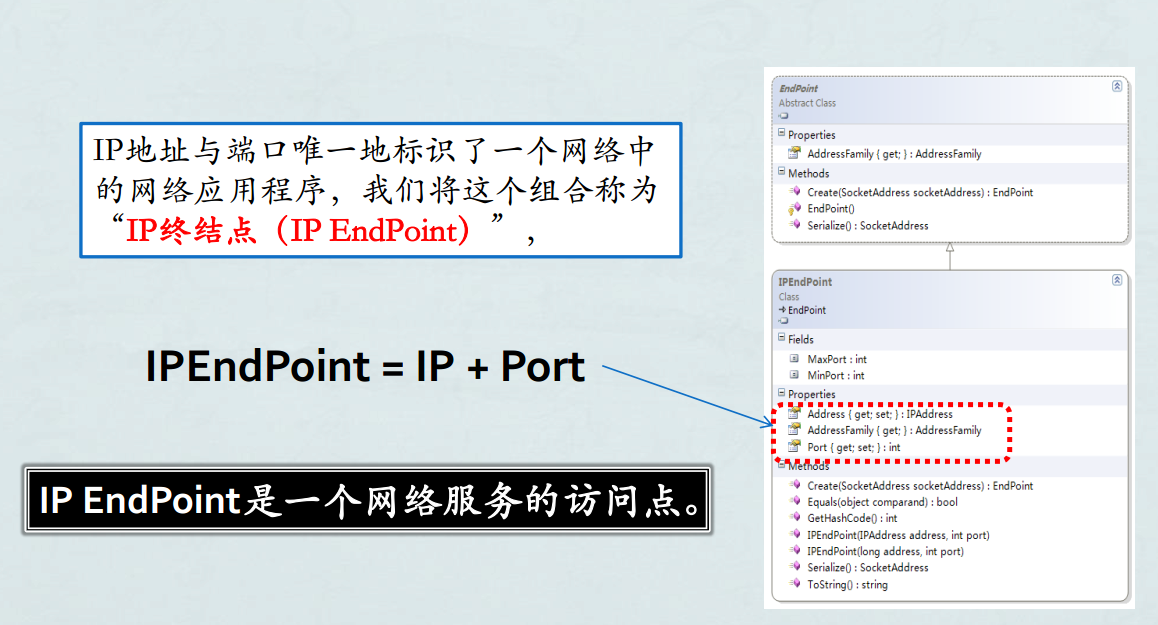 IP地址与端口唯一地标识了一个网络中
的网络应用程序，我们将这个组合称为
“IP终结点（IP EndPoint）”，
IPEndPoint = IP + Port
IP EndPoint是一个网络服务的访问点。
EndPoint
Abstract Class
Properties
AddressFamily { get; } : AddressFamily
Methods
Create(SocketAddress socketAddress) : EndPoint
EndPoint()
Serialize() : SocketAddress
IPEndPoint
Class
EndPoint
Fields
MaxPort : int
MinPort : int
Properties
Address { get; set; } : IPAddress
AddressFamily { get; } : AddressFamily
Port { get; set; } : int
Methods
Create(SocketAddress socketAddress) : EndPoint
Equals(object comparand) : bool
GetHashCode() : int
IPEndPoint(IPAddress address, int port)
IPEndPoint(long address, int port)
Serialize() : SocketAddress
ToString() : string